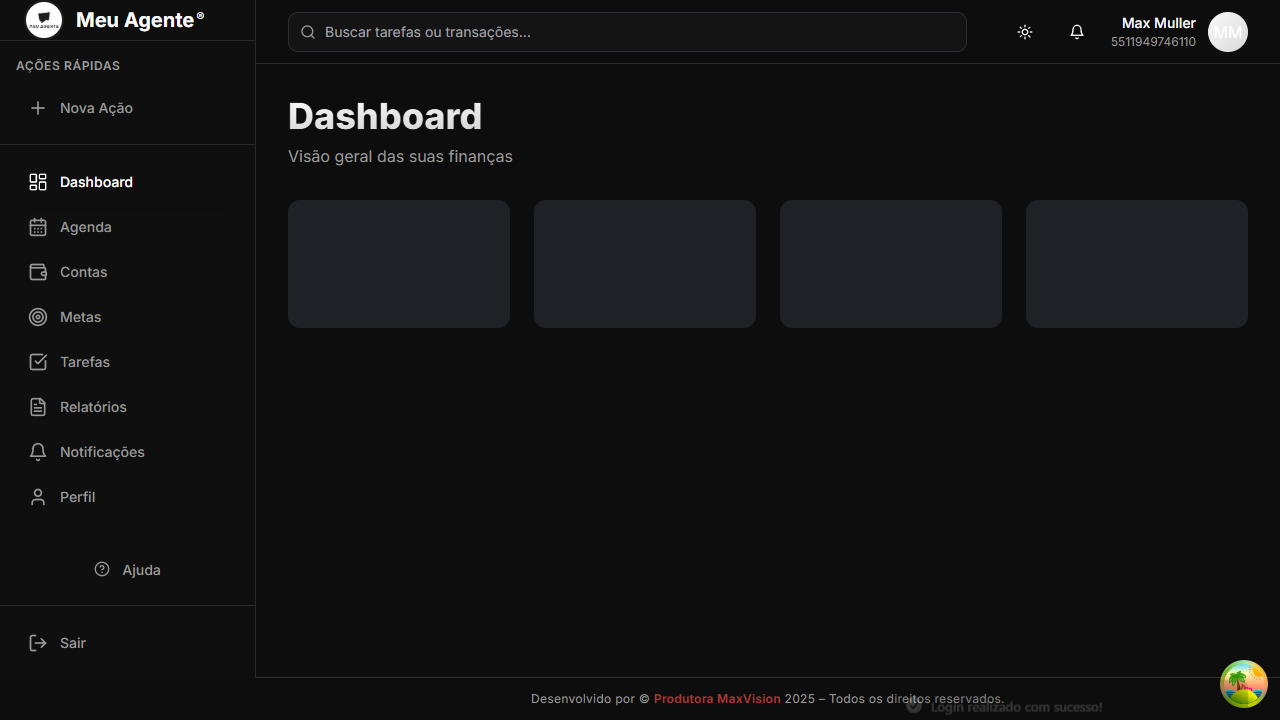 Meu Agente®
AÇÕES RÁPIDAS
Nova Ação
Dashboard
Agenda
Contas
Metas
Tarefas
Relatórios
Notificações
Perfil
Ajuda
Sair
Buscar tarefas ou transações...
Max Muller
5511949746110
MM
Dashboard
Visão geral das suas finanças
Desenvolvido por © Produtora MaxVision 2025 – Todos os direitos reservados.
Login realizado com sucesso!